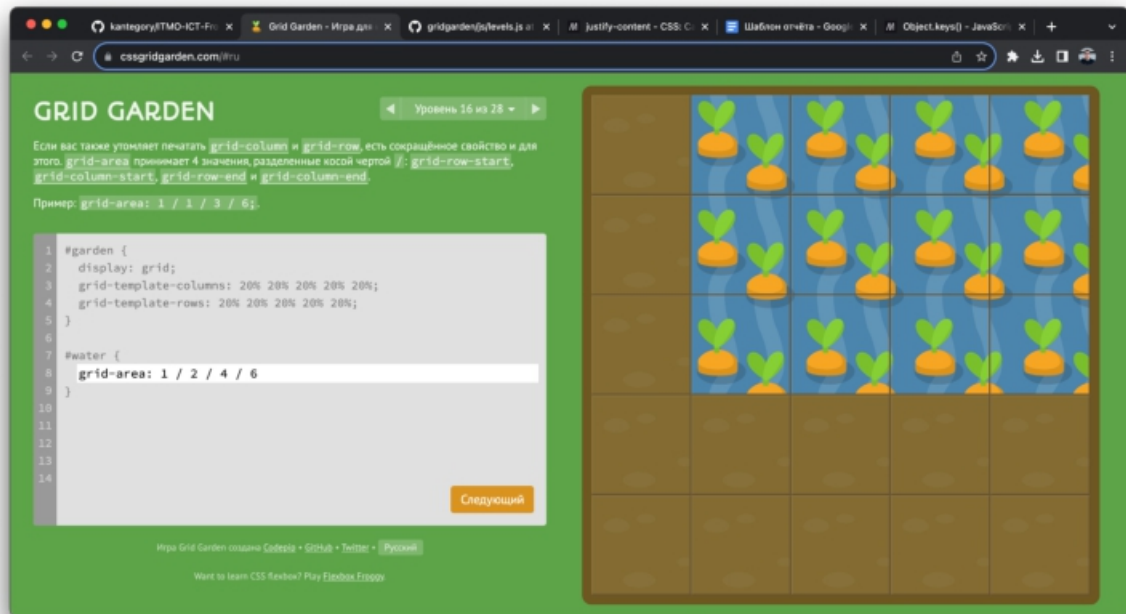 kantegory/ITMO-ICT-Fro
Grid Garden - Игра для
gridgarden/js/levels.js at
justify-content - CSS: C
Шаблон отчёта - Google
Object.keys() - JavaScri
cssgridgarden.com/#ru
GRID GARDEN
Уровень 16 из 28
Если вас также утомляет печатать grid-column и grid-row, есть сокращённое свойство и для
этого. grid-area принимает 4 значения, разделенные косой чертой /: grid-row-start,
grid-column-start, grid-row-end и grid-column-end.
Пример: grid-area: 1 / 1 / 3 / 6;.
1 #garden {
2 display: grid;
3 grid-template-columns: 20% 20% 20% 20% 20%;
4 grid-template-rows: 20% 20% 20% 20% 20%;
5 }
6
7 #water {
8 grid-area: 1 / 2 / 4 / 6
9 }
10
11
12
13
14
Следующий
Игра Grid Garden создана Codepip • GitHub • Twitter • Русский
Want to learn CSS flexbox? Play Flexbox Froggy.